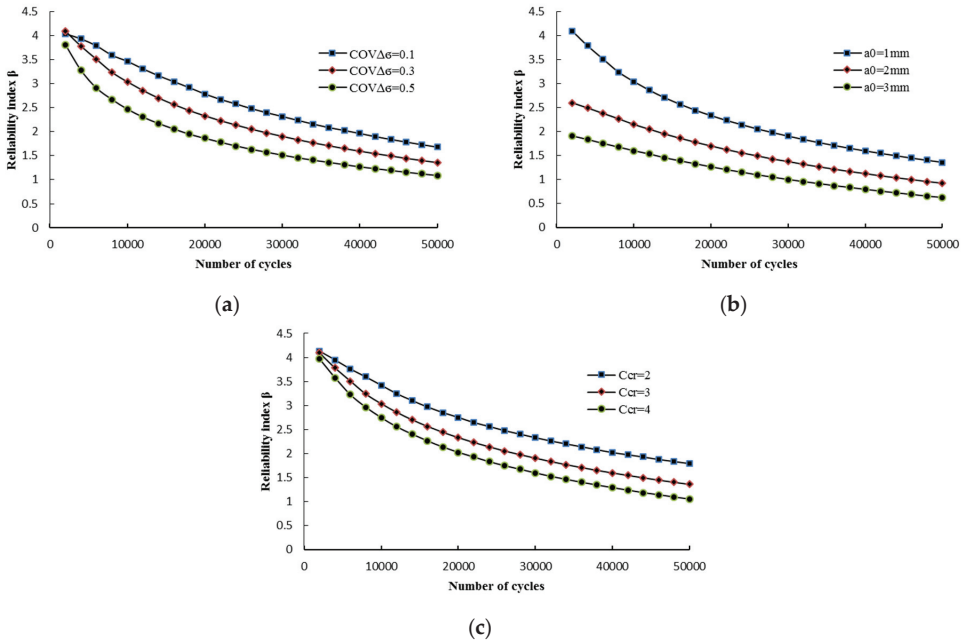 4.5
4
3.5
3
2.5
2
1.5
1
0.5
0
Reliability index β
0 10000 20000 30000 40000 50000
Number of cycles
COVΔϭ=0.1
COVΔϭ=0.3
COVΔϭ=0.5
(a)
4.5
4
3.5
3
2.5
2
1.5
1
0.5
0
Reliability index β
0 10000 20000 30000 40000 50000
Number of cycles
a0=1mm
a0=2mm
a0=3mm
(b)
4.5
4
3.5
3
2.5
2
1.5
1
0.5
0
Reliability index β
0 10000 20000 30000 40000 50000
Number of cycles
Ccr=2
Ccr=3
Ccr=4
(c)